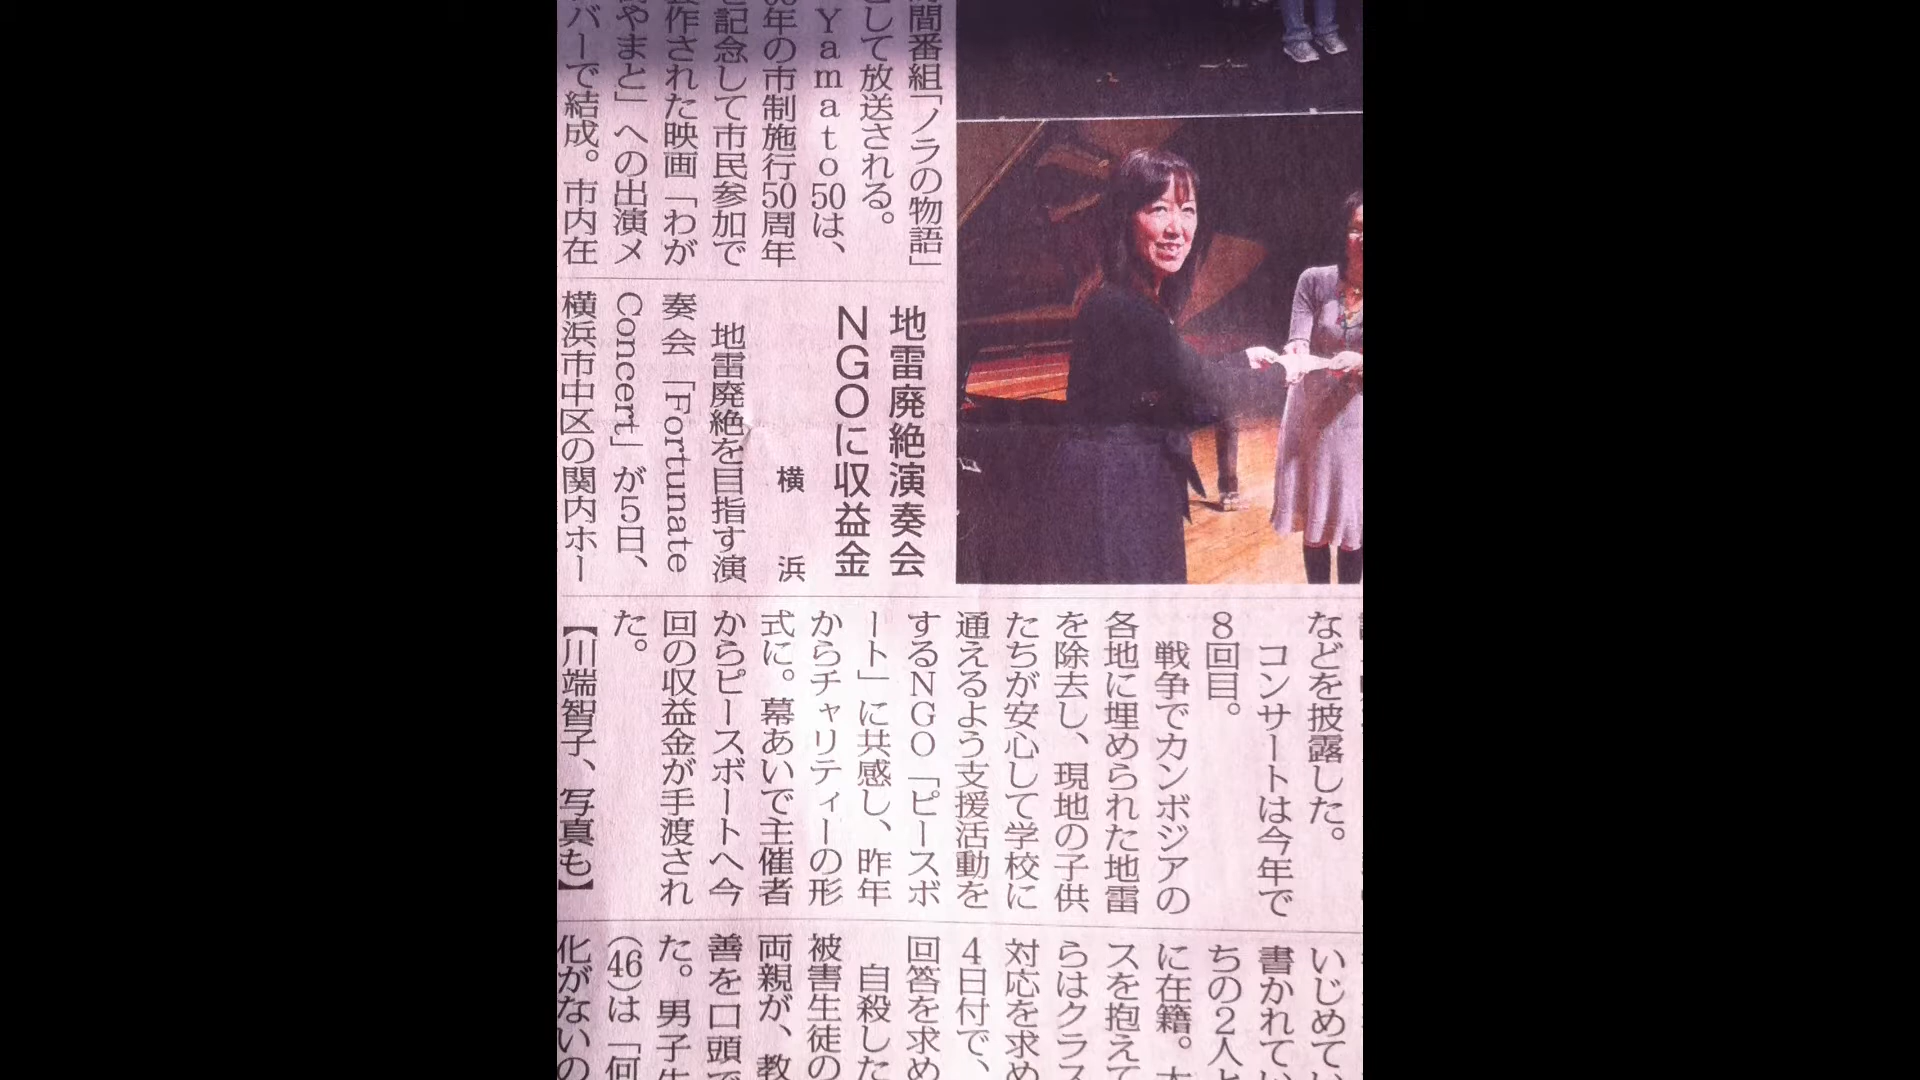 時間番組「ノラの物語」
として放送される。
Yamato50は、
年の市制施行50周年
を記念して市民参加で
製作された映画「わが
街やまと」への出演メ
バーで結成。市内在
地雷廃絶演奏会
NGOに収益金
横浜
地雷廃絶を目指す演
奏会「Fortunate
Concert」が5日、
横浜市中区の関内ホー
などを披露した。
コンサートは今年で
8回目。
戦争でカンボジアの
各地に埋められた地雷
を除去し、現地の子供
たちが安心して学校に
通えるよう支援活動を
するNGO「ピースボ
ート」に共感し、昨年
からチャリティーの形
式に。幕あいで主催者
からピースボートへ今
回の収益金が手渡され
た。
【川端智子、写真も】
いじめて
書かれてい
ちの2人と
に在籍。
スを抱えて
らはクラス
対応を求め
4日付で、
回答を求め
自殺した
被害生徒の
両親が、教
善を口頭で
た。男子生
(46)は「何
化がないの